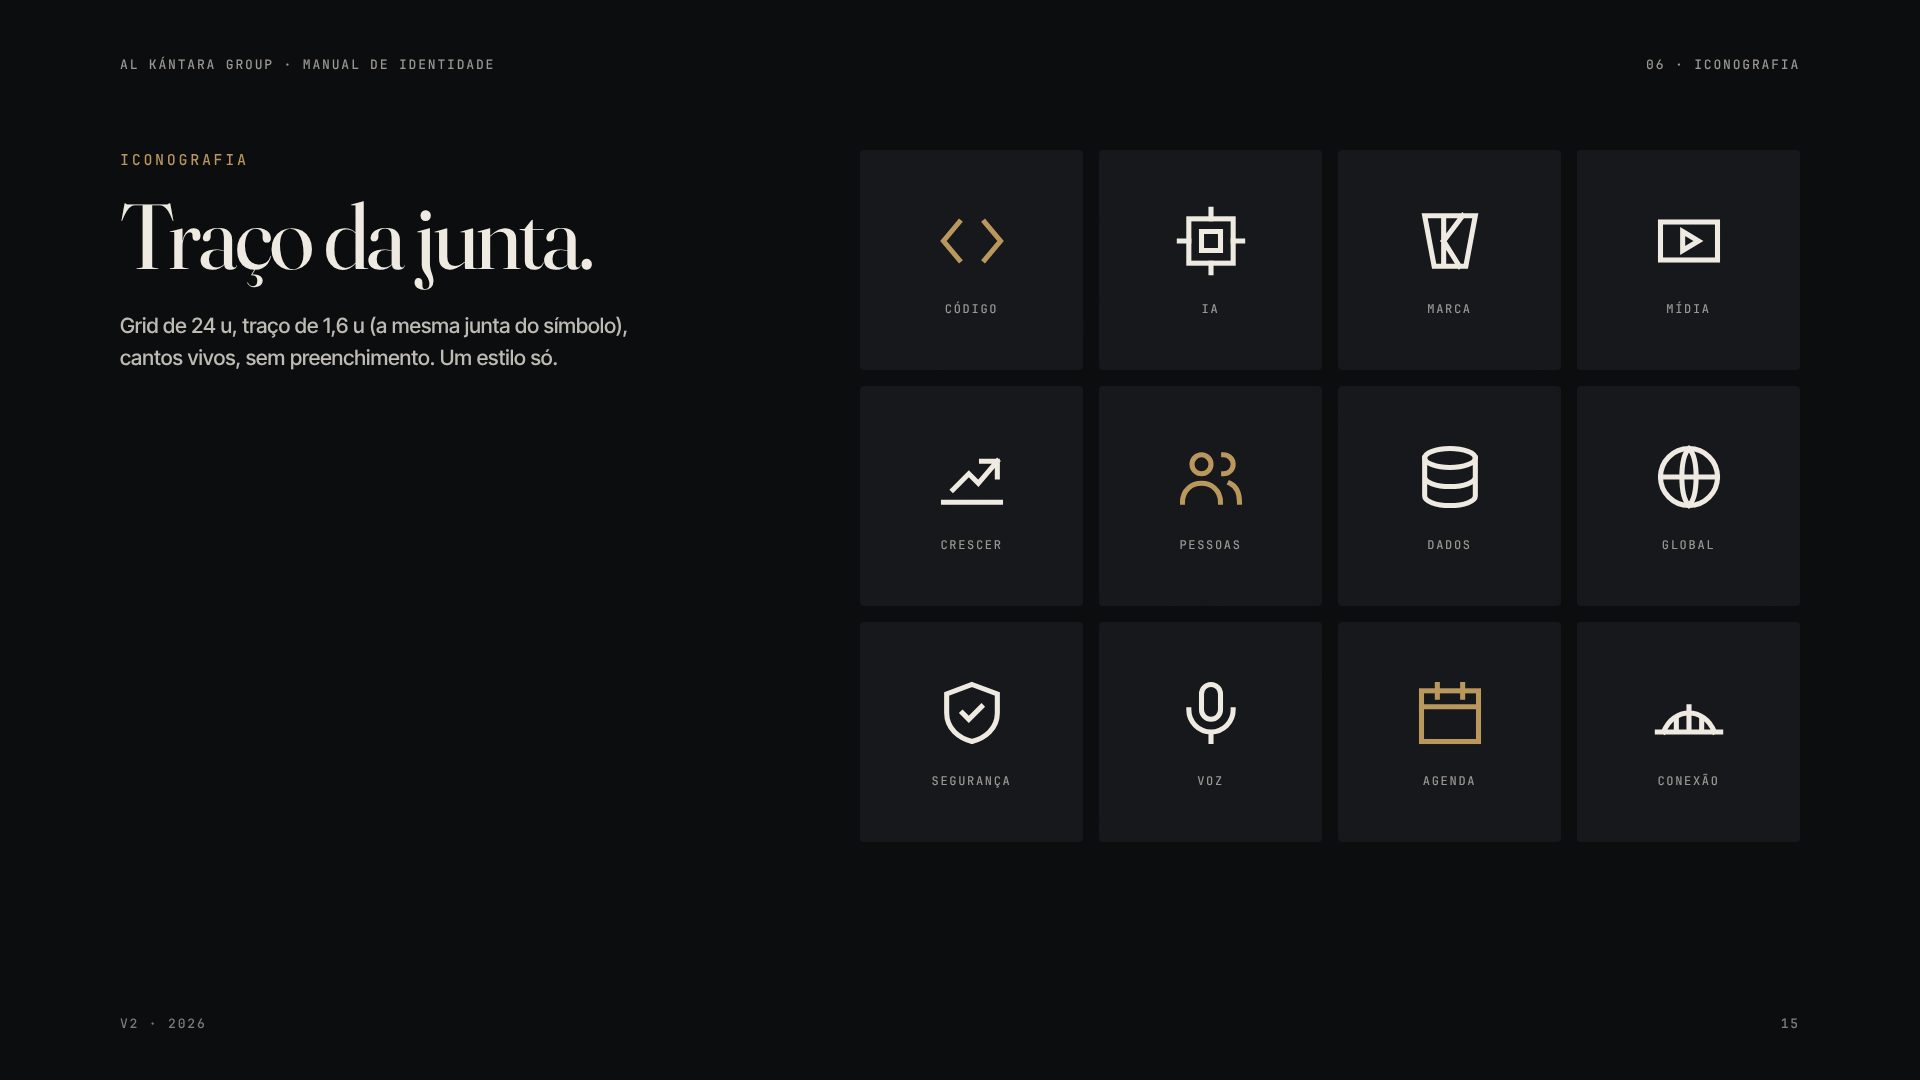 AL KÁNTARA GROUP · MANUAL DE IDENTIDADE
06 · ICONOGRAFIA
ICONOGRAFIA
Traço da junta.
Grid de 24 u, traço de 1,6 u (a mesma junta do símbolo),
cantos vivos, sem preenchimento. Um estilo só.
CÓDIGO
IA
MARCA
MÍDIA
CRESCER
PESSOAS
DADOS
GLOBAL
SEGURANÇA
VOZ
AGENDA
CONEXÃO
V2 · 2026
15